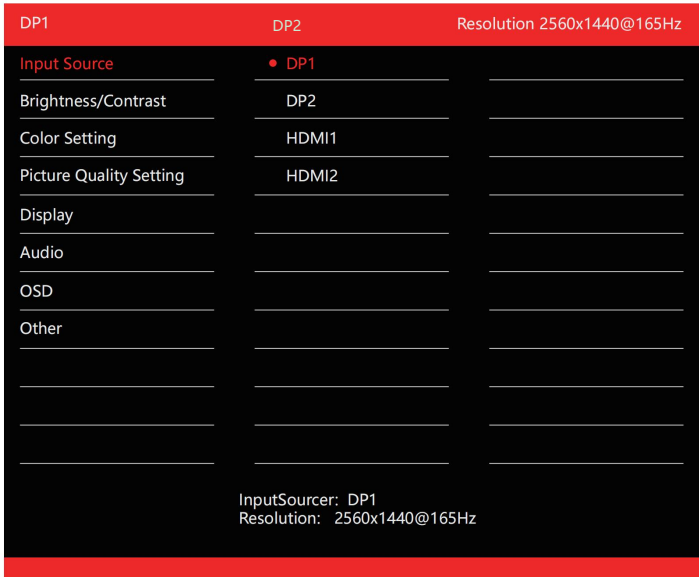 DP1 DP2 Resolution 2560x1440@165Hz
Input Source DP1
Brightness/Contrast DP2
Color Setting HDMI1
Picture Quality Setting HDMI2
Display
Audio
OSD
Other
InputSourcer: DP1
Resolution: 2560x1440@165Hz